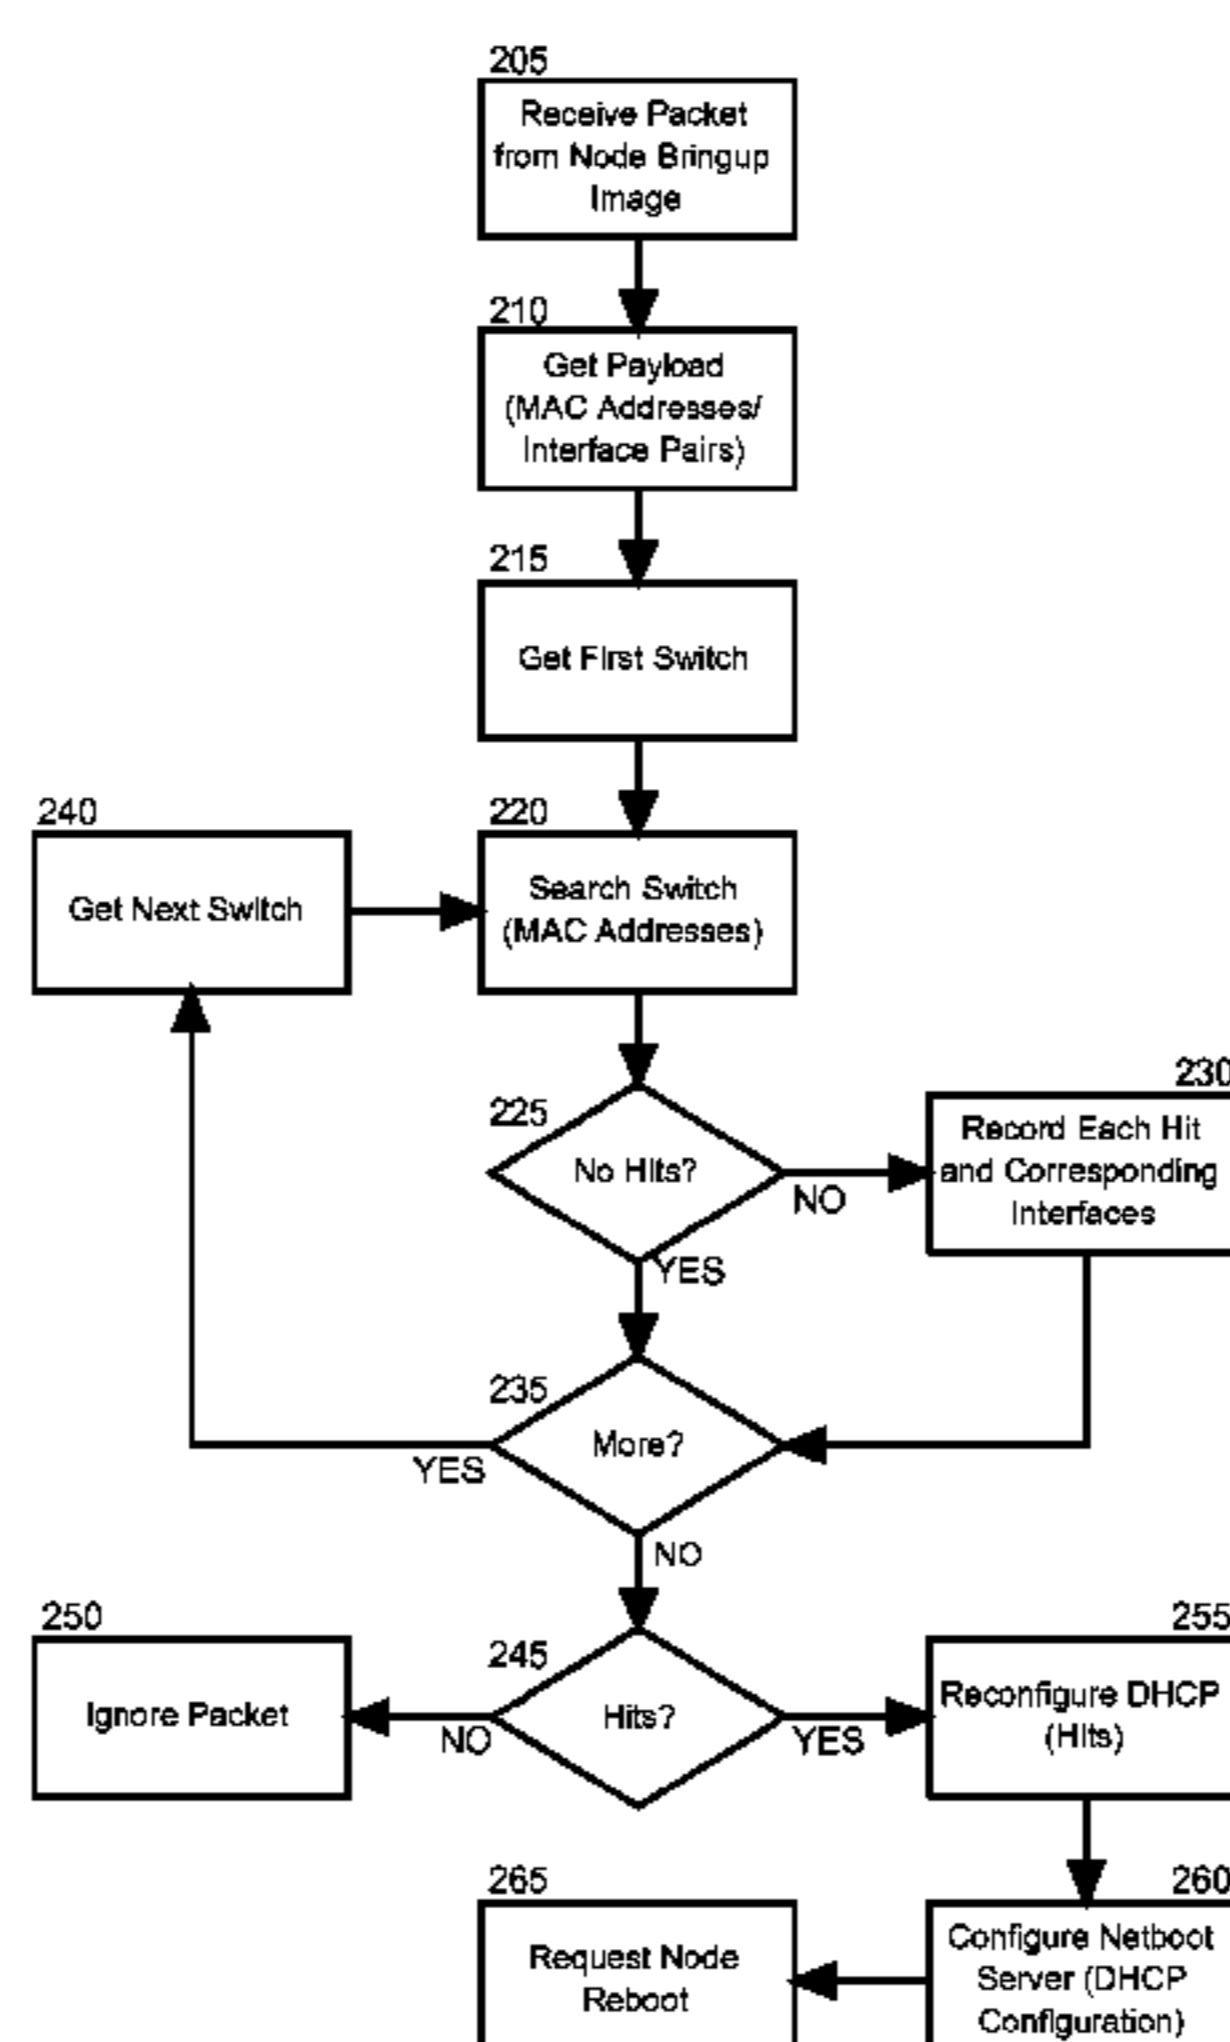 205
Receive Packet
from Node Bringup
Image
210
Get Payload
(MAC Addresses/
Interface Pairs)
215
Get First Switch
240
Get Next Switch
220
Search Switch
(MAC Addresses)
225
No Hits?
NO
YES
230
Record Each Hit
and Corresponding
Interfaces
235
More?
YES
NO
250
Ignore Packet
245
Hits?
NO
YES
255
Reconfigure DHCP
(Hits)
265
Request Node
Reboot
260
Configure Netboot
Server (DHCP
Configuration)